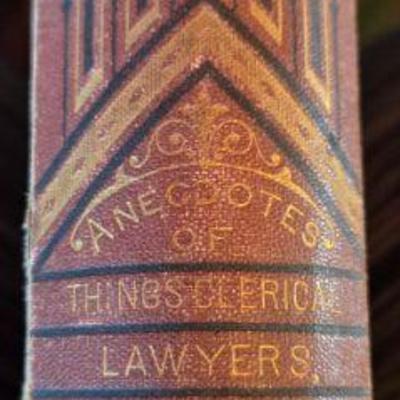 ANECDOTES
OF
THINGS CLERICAL
LAWYERS,